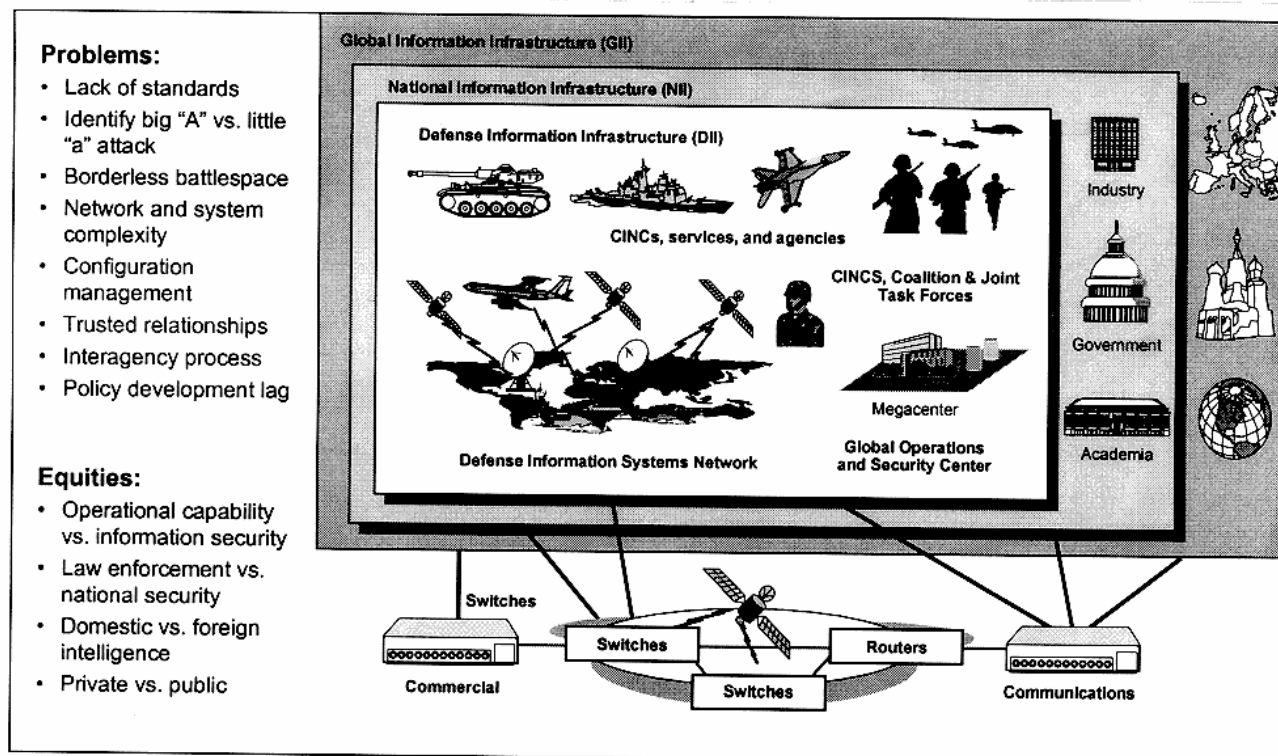 Problems:
• Lack of standards
• Identify big “A” vs. little
“a” attack
• Borderless battlespace
• Network and system
complexity
• Configuration
management
• Trusted relationships
• Interagency process
• Policy development lag
Equities:
• Operational capability
vs. information security
• Law enforcement vs.
national security
• Domestic vs. foreign
intelligence
• Private vs. public
Global Information Infrastructure (GII)
National Information Infrastructure (NII)
Defense Information Infrastructure (DII)
CINCs, services, and agencies
CINCS, Coalition & Joint
Task Forces
Megacenter
Defense Information Systems Network
Global Operations
and Security Center
Industry
Government
Academia
Switches
Commercial
Switches
Switches
Routers
Communications